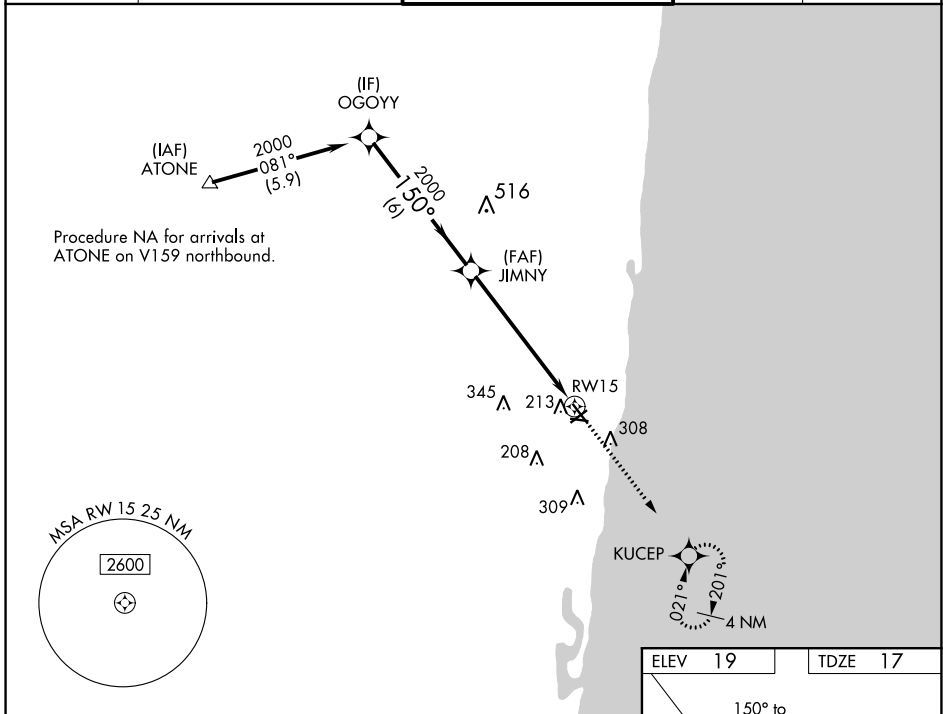 (IF)
OGOYY
(IAF)
ATONE
2000
081°
(5.9)
2000
150°
(6)
516
Procedure NA for arrivals at
ATONE on V159 northbound.
(FAF)
JIMNY
RW15
345
213
308
208
309
MSA RW 15 25 NM
2600
KUCEP
021°
201°
4 NM
ELEV 19
TDZE 17
150° to